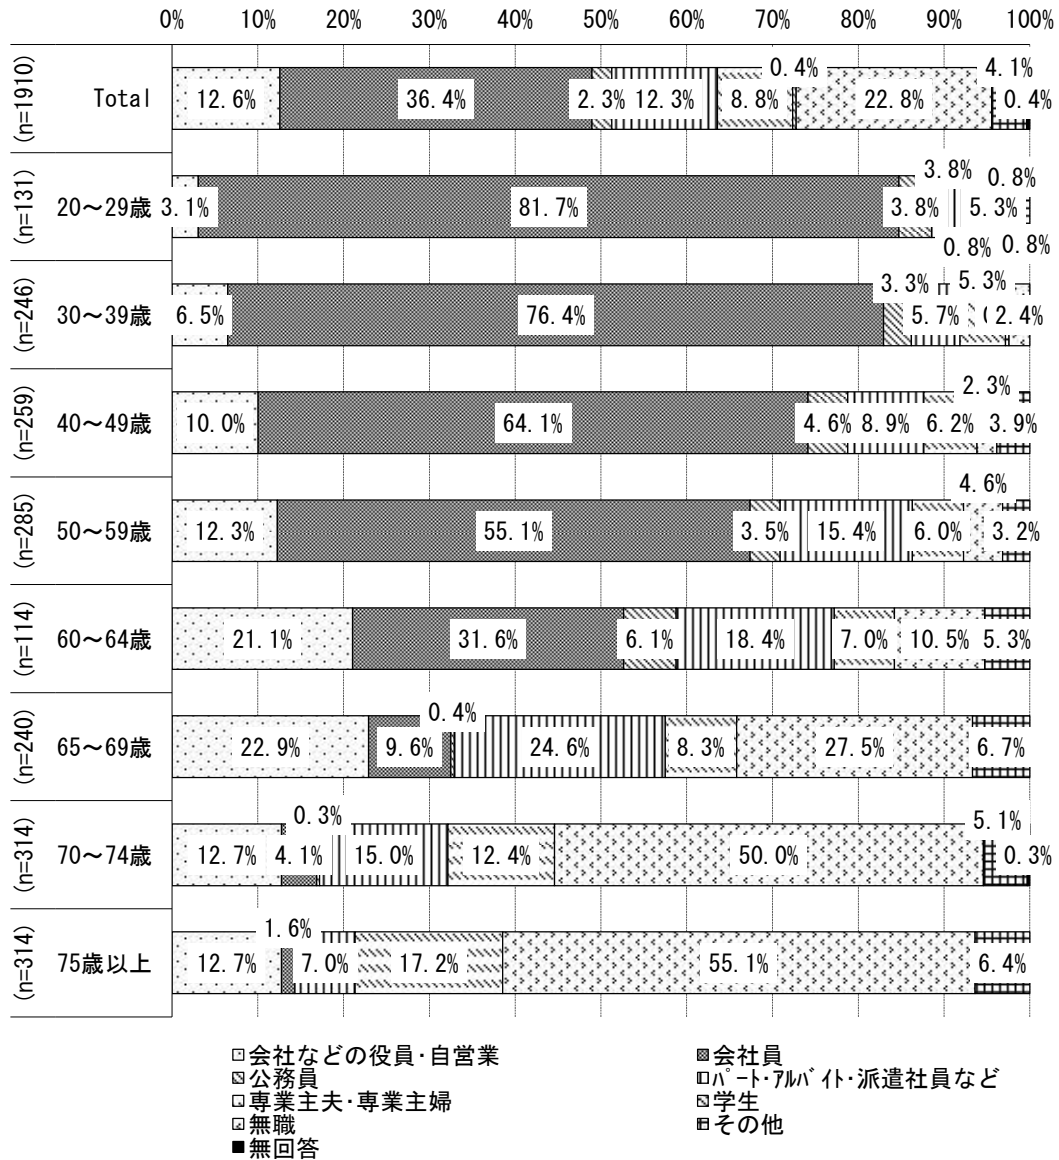 0% 10% 20% 30% 40% 50% 60% 70% 80% 90% 100%
0.4% 4.1%
(n=1910) Total 12.6% 36.4% 2.3% 12.3% 8.8% 22.8% 0.4%
3.8% 0.8%
(n=131) 20～29歳 3.1% 81.7% 3.8% 5.3%
0.8% 0.8%
3.3% 5.3%
(n=246) 30～39歳 6.5% 76.4% 5.7% 2.4%
2.3%
(n=259) 40～49歳 10.0% 64.1% 4.6% 8.9% 6.2% 3.9%
4.6%
(n=285) 50～59歳 12.3% 55.1% 3.5% 15.4% 6.0% 3.2%
(n=114) 60～64歳 21.1% 31.6% 6.1% 18.4% 7.0% 10.5% 5.3%
0.4%
(n=240) 65～69歳 22.9% 9.6% 24.6% 8.3% 27.5% 6.7%
0.3% 5.1%
(n=314) 70～74歳 12.7% 4.1% 15.0% 12.4% 50.0% 0.3%
1.6%
(n=314) 75歳以上 12.7% 7.0% 17.2% 55.1% 6.4%
会社などの役員・自営業 会社員
公務員 ﾊﾟｰﾄ・ｱﾙﾊﾞｲﾄ・派遣社員など
専業主夫・専業主婦 学生
無職 その他
無回答